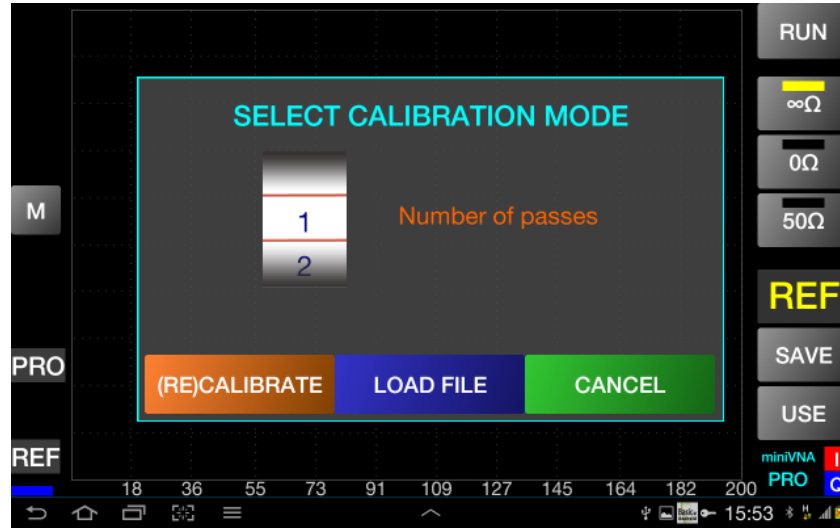 RUN
SELECT CALIBRATION MODE
∞Ω
0Ω
M
1
Number of passes
50Ω
2
REF
PRO
(RE)CALIBRATE
LOAD FILE
CANCEL
SAVE
USE
REF
miniVNA
PRO
18 36 55 73 91 109 127 145 164 182 200
15:53